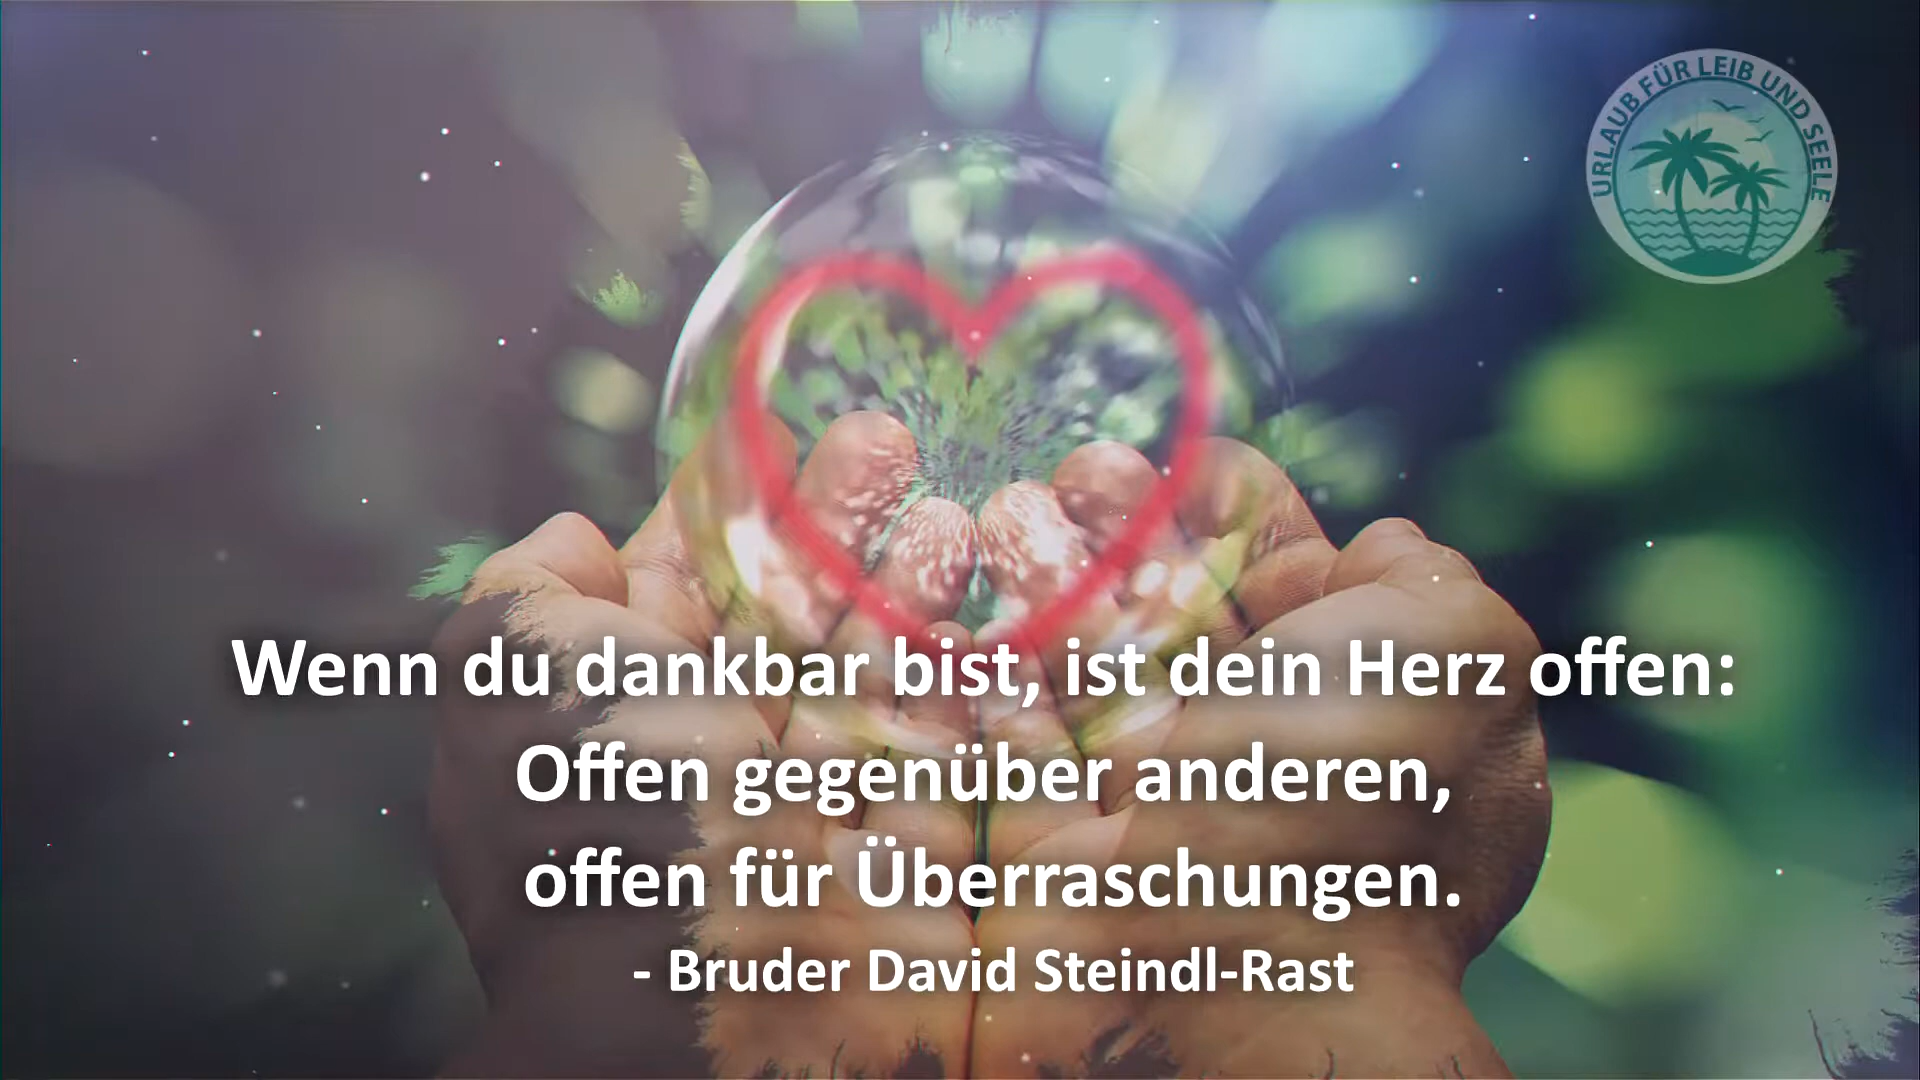 URLAUB FÜR LEIB UND SEELE
Wenn du dankbar bist, ist dein Herz offen:
Offen gegenüber anderen,
offen für Überraschungen.
- Bruder David Steindl-Rast